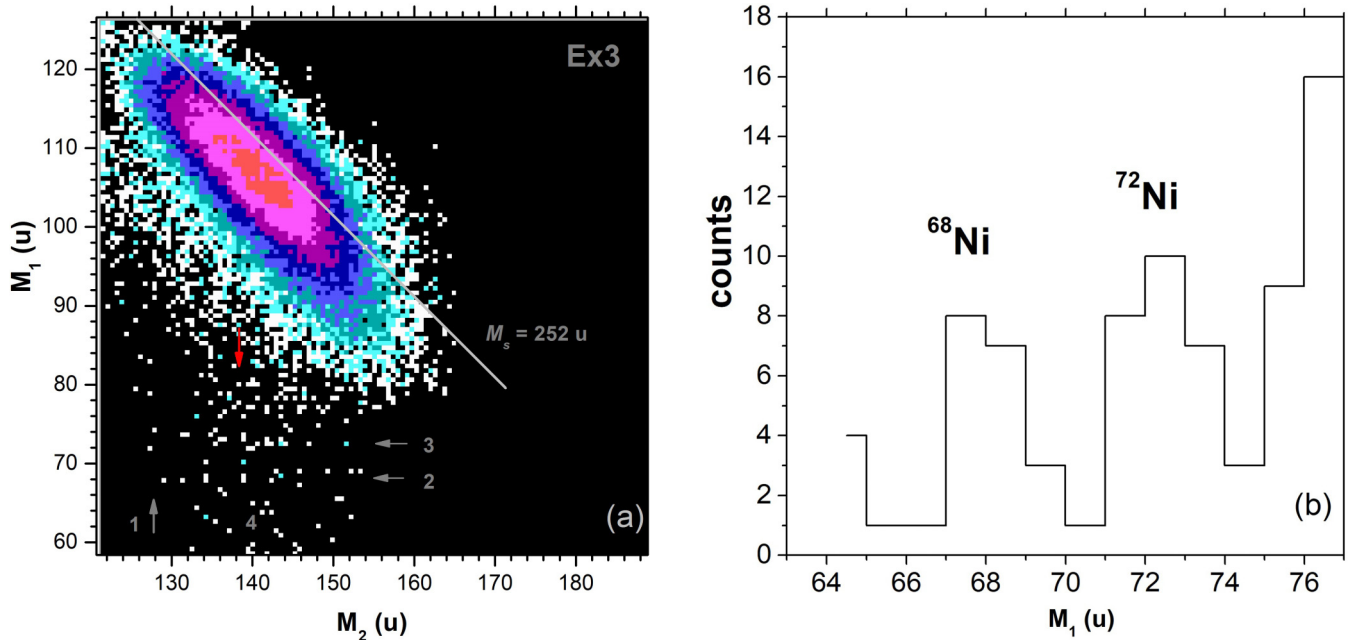 Ex3
120
110
100
90
80
70
60
M₁ (u)
Mₛ = 252 u
3
2
1
4
(a)
130 140 150 160 170 180
M₂ (u)
18
16
14
12
10
8
6
4
2
0
counts
⁶⁸Ni
⁷²Ni
(b)
64 66 68 70 72 74 76
M₁ (u)